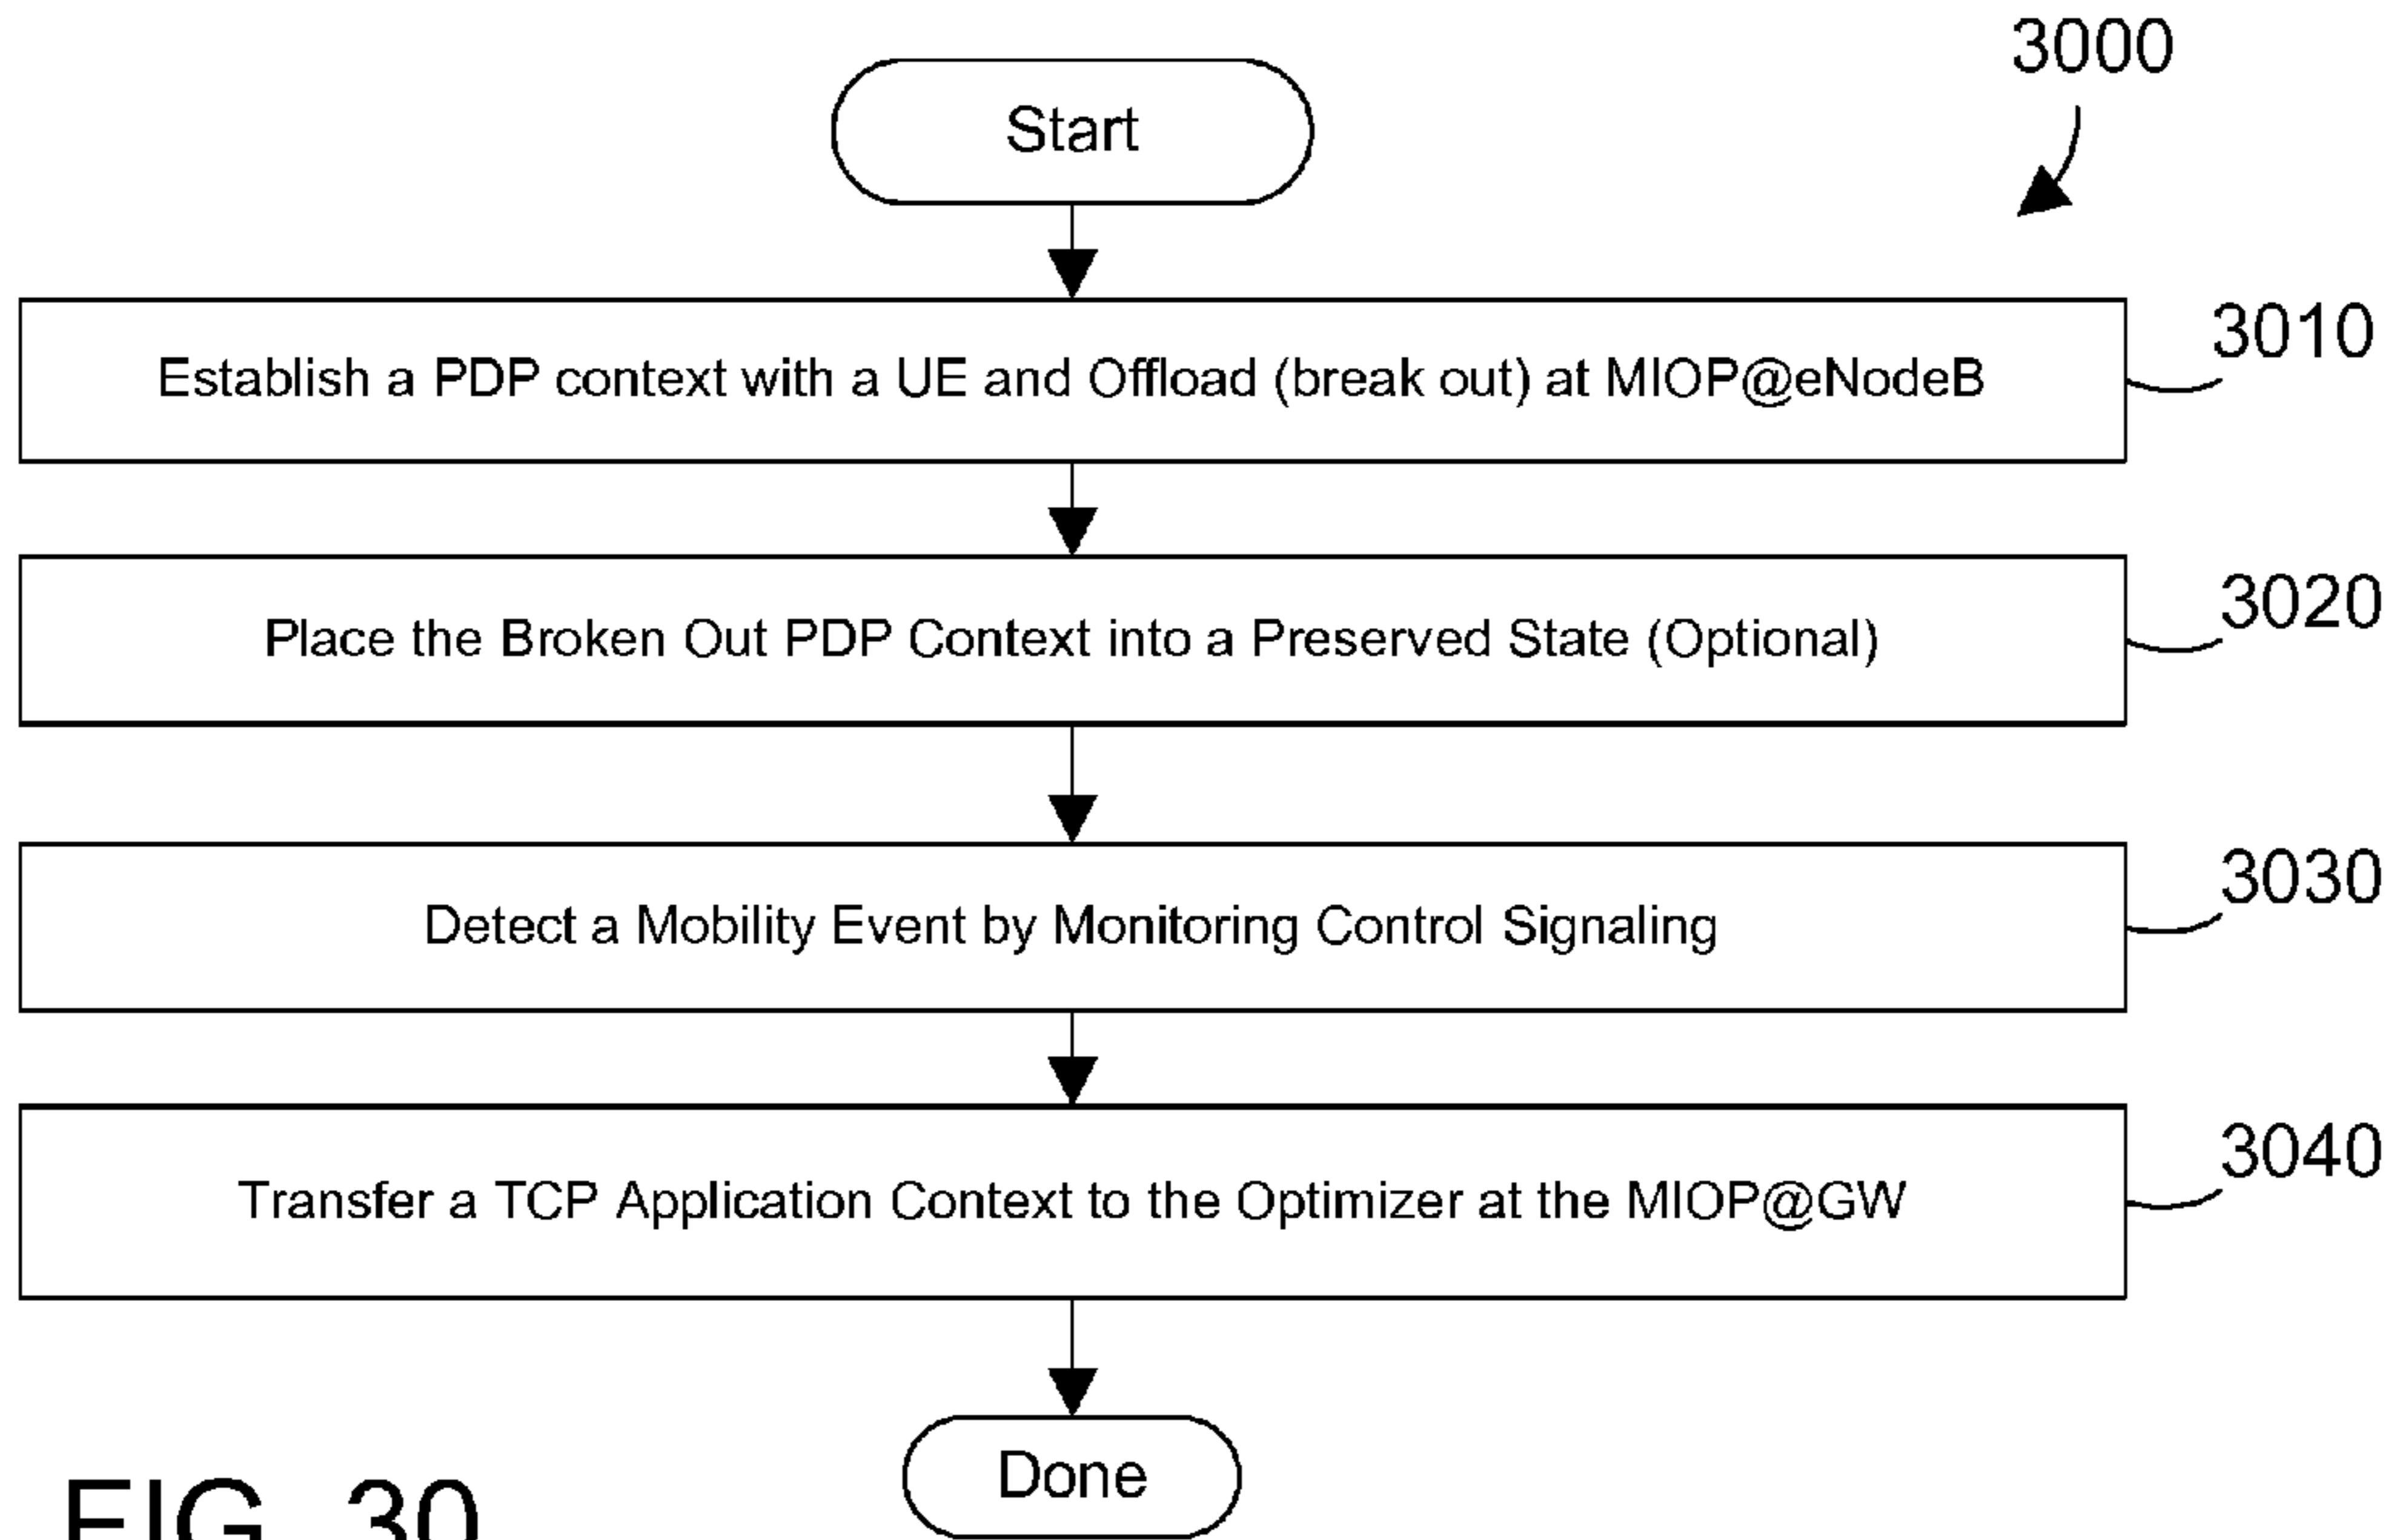 3000
Start
Establish a PDP context with a UE and Offload (break out) at MIOP@eNodeB
3010
Place the Broken Out PDP Context into a Preserved State (Optional)
3020
Detect a Mobility Event by Monitoring Control Signaling
3030
Transfer a TCP Application Context to the Optimizer at the MIOP@GW
3040
Done
FIG. 30